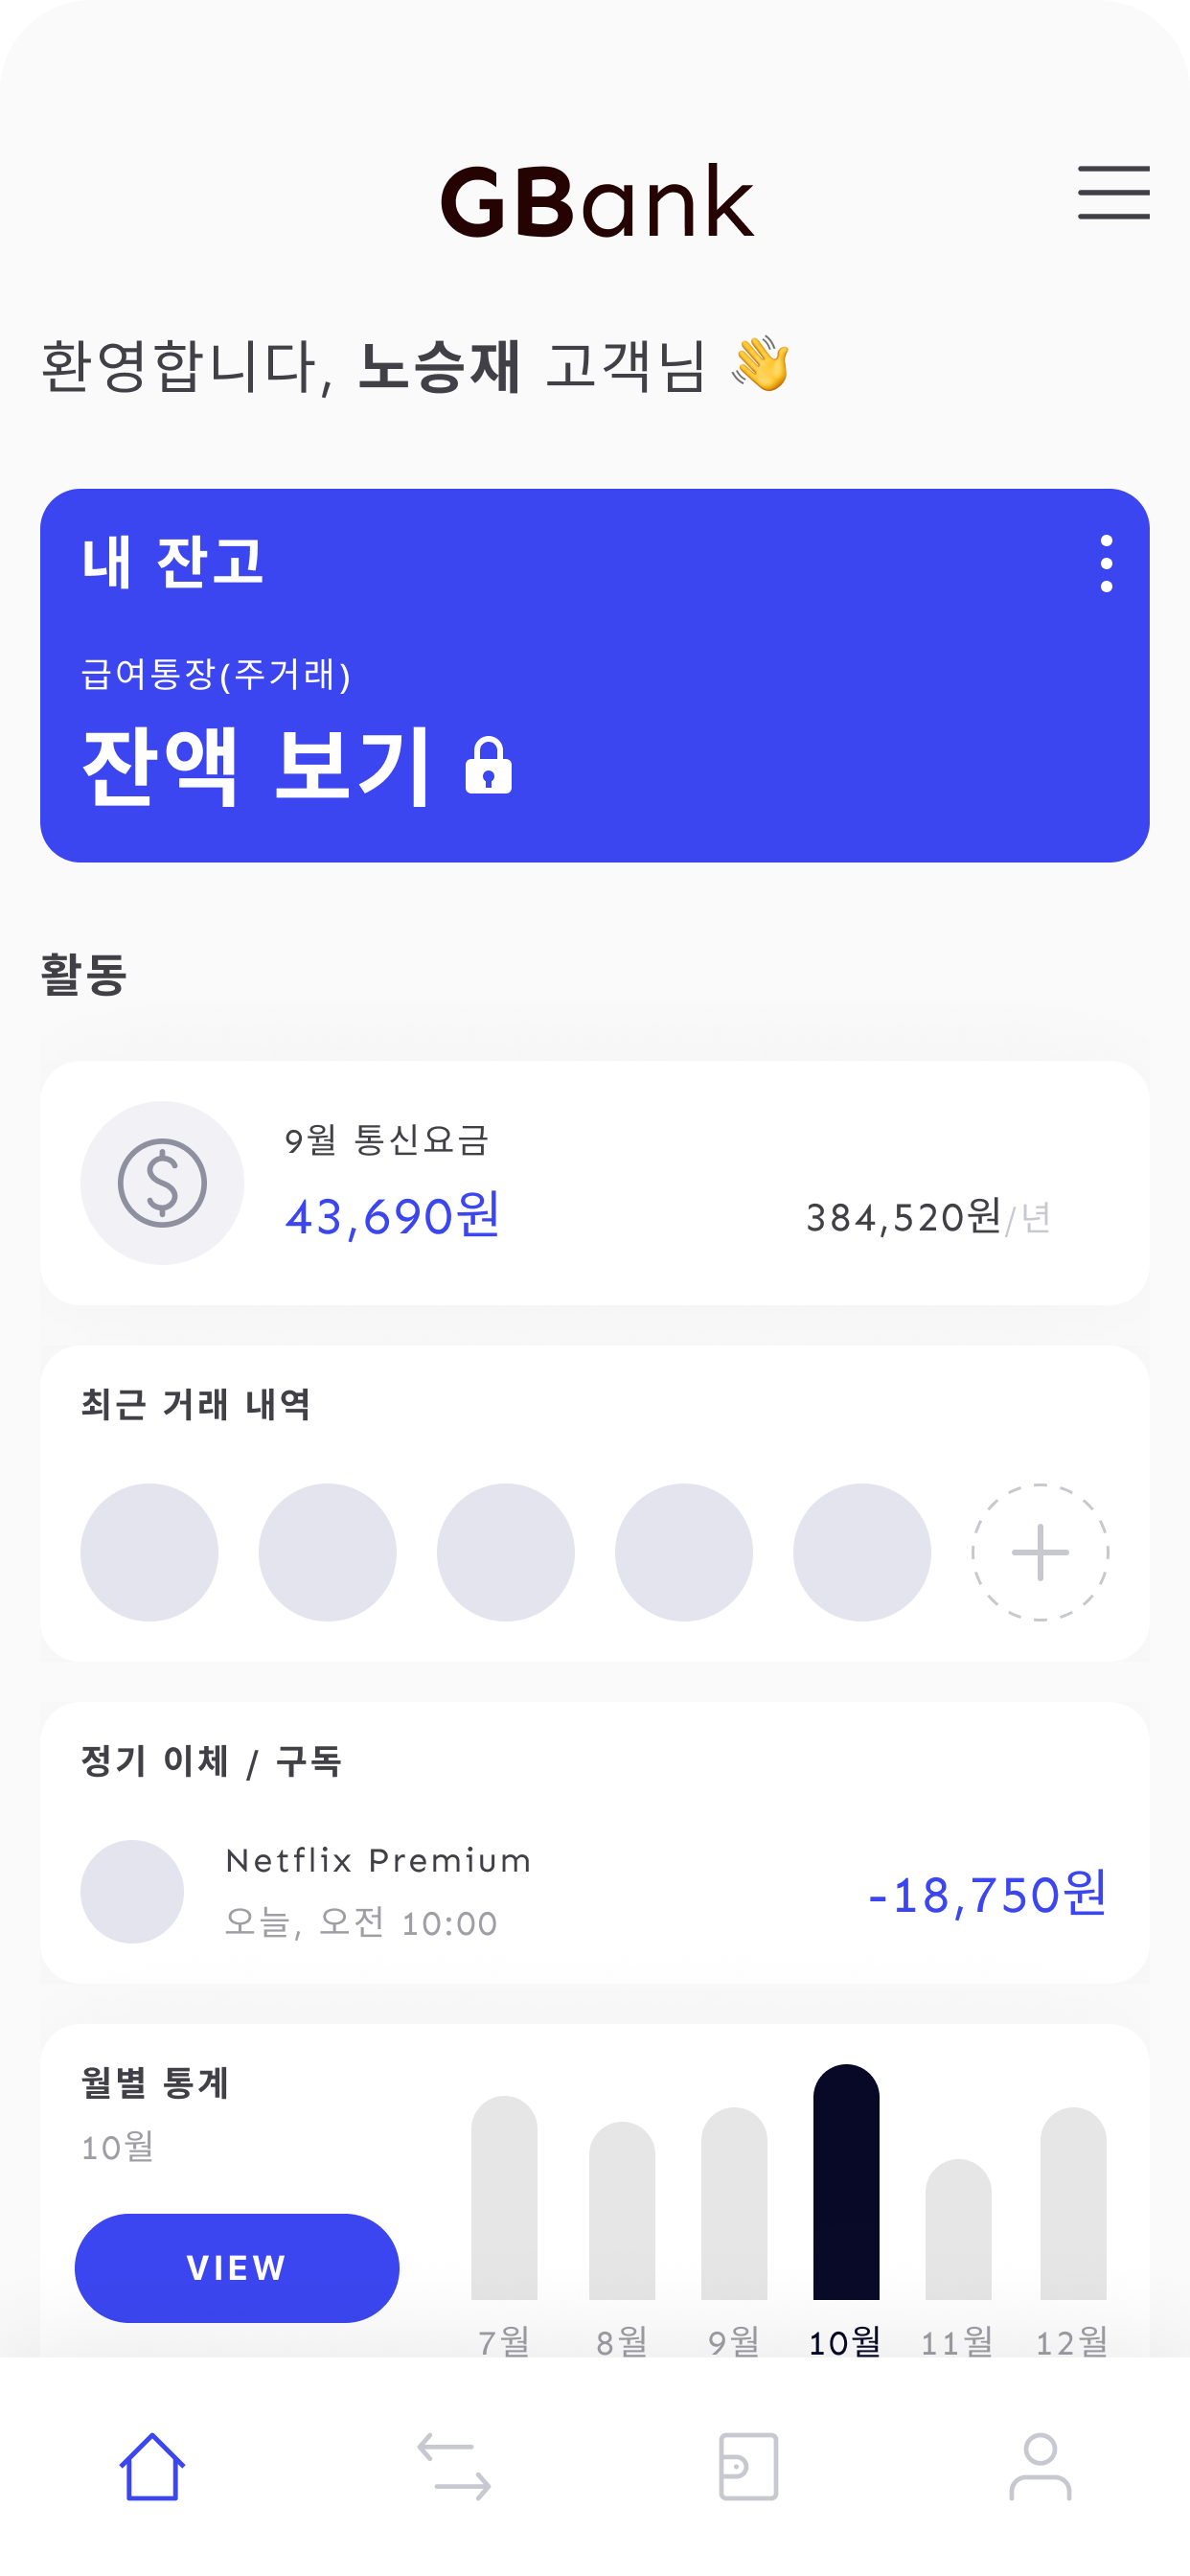 GBank
환영합니다, 노승재 고객님 👋
내 잔고
급여통장(주거래)
잔액 보기
활동
9월 통신요금
43,690원
384,520원/년
최근 거래 내역
정기 이체 / 구독
Netflix Premium
오늘, 오전 10:00
-18,750원
월별 통계
10월
VIEW
7월 8월 9월 10월 11월 12월